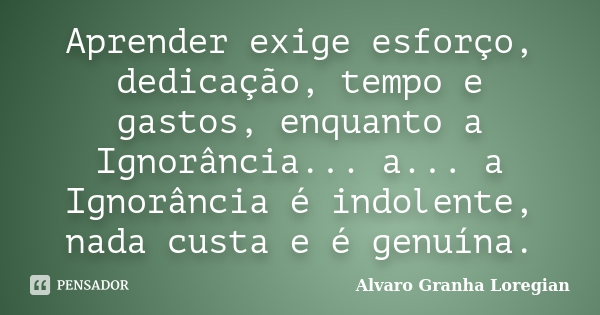 Aprender exige esforço,
dedicação, tempo e
gastos, enquanto a
Ignorância... a... a
Ignorância é indolente,
nada custa e é genuína.
PENSADOR
Alvaro Granha Loregian